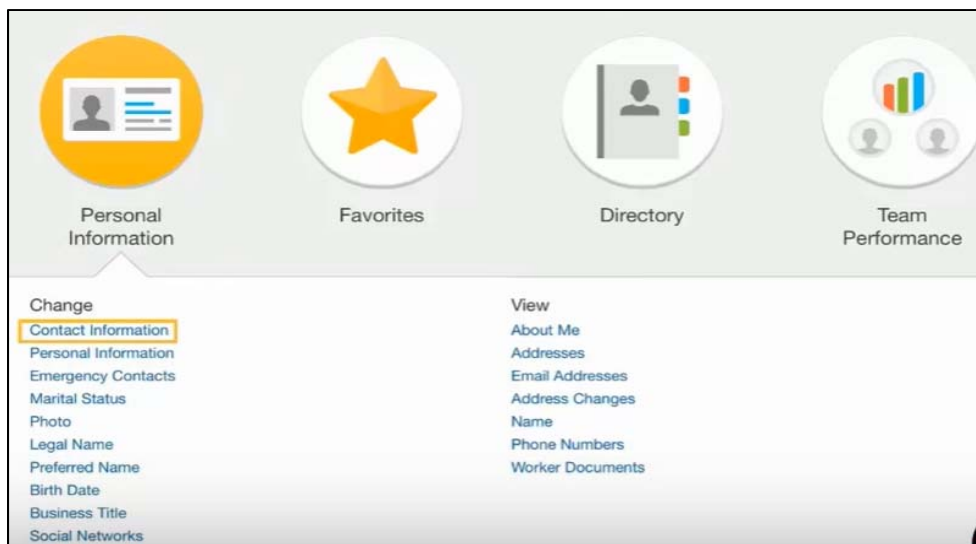 Personal
Information
Favorites
Directory
Team
Performance
Change
Contact Information
Personal Information
Emergency Contacts
Marital Status
Photo
Legal Name
Preferred Name
Birth Date
Business Title
Social Networks
View
About Me
Addresses
Email Addresses
Address Changes
Name
Phone Numbers
Worker Documents